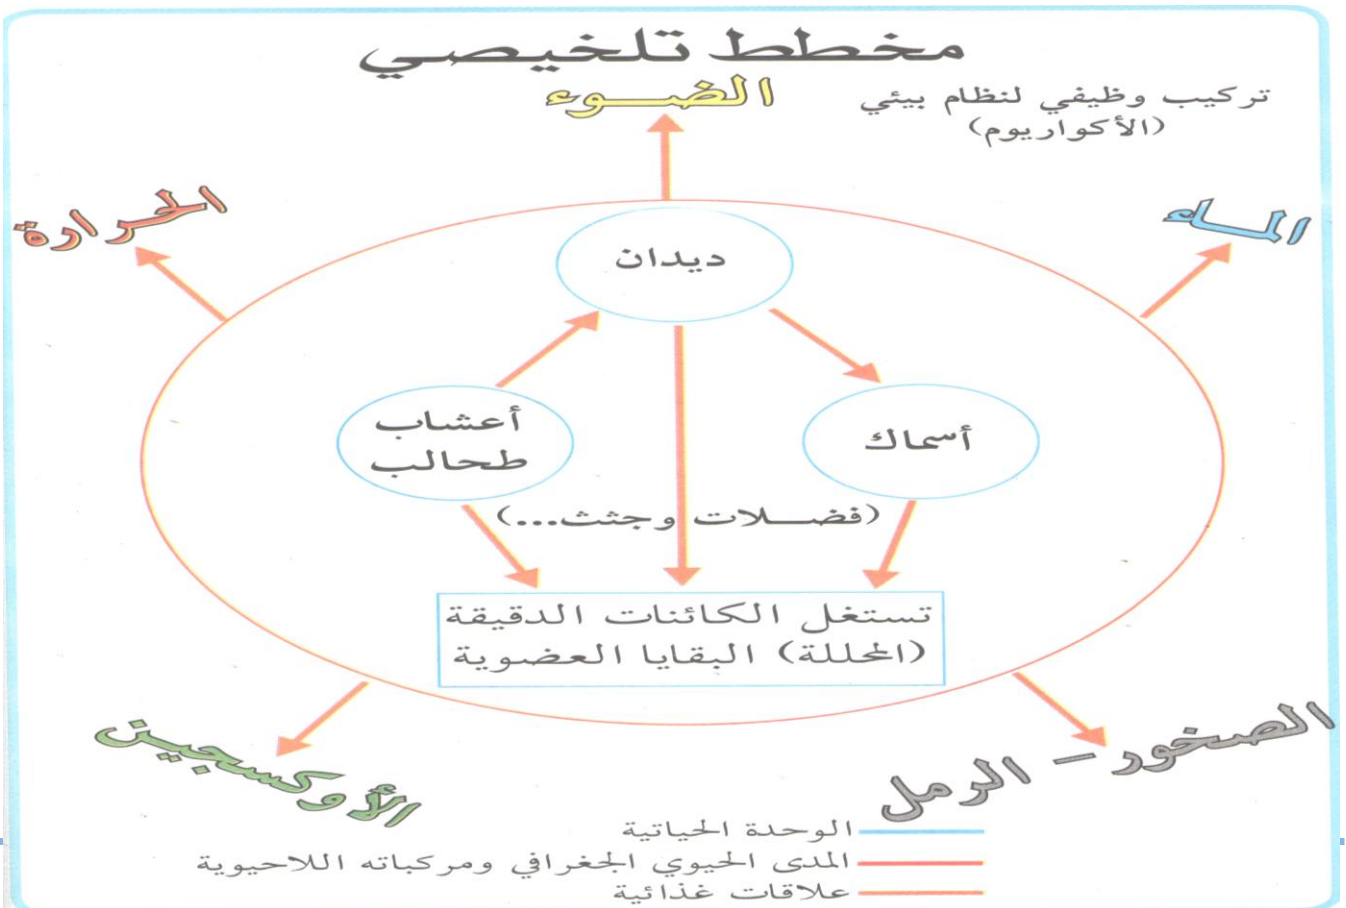 مخطط تلخيصي
تركيب وظيفي لنظام بيئي
(الأكواريوم)
الضوء
الماء
الحرارة
ديدان
أسماك
أعشاب
طحالب
(فضلات وجثث...)
تستغل الكائنات الدقيقة
(المحللة) البقايا العضوية
الصخور - الرمل
الأوكسجين
الوحدة الحياتية
المدى الحيوي الجغرافي ومركباته اللاحيوية
علاقات غذائية